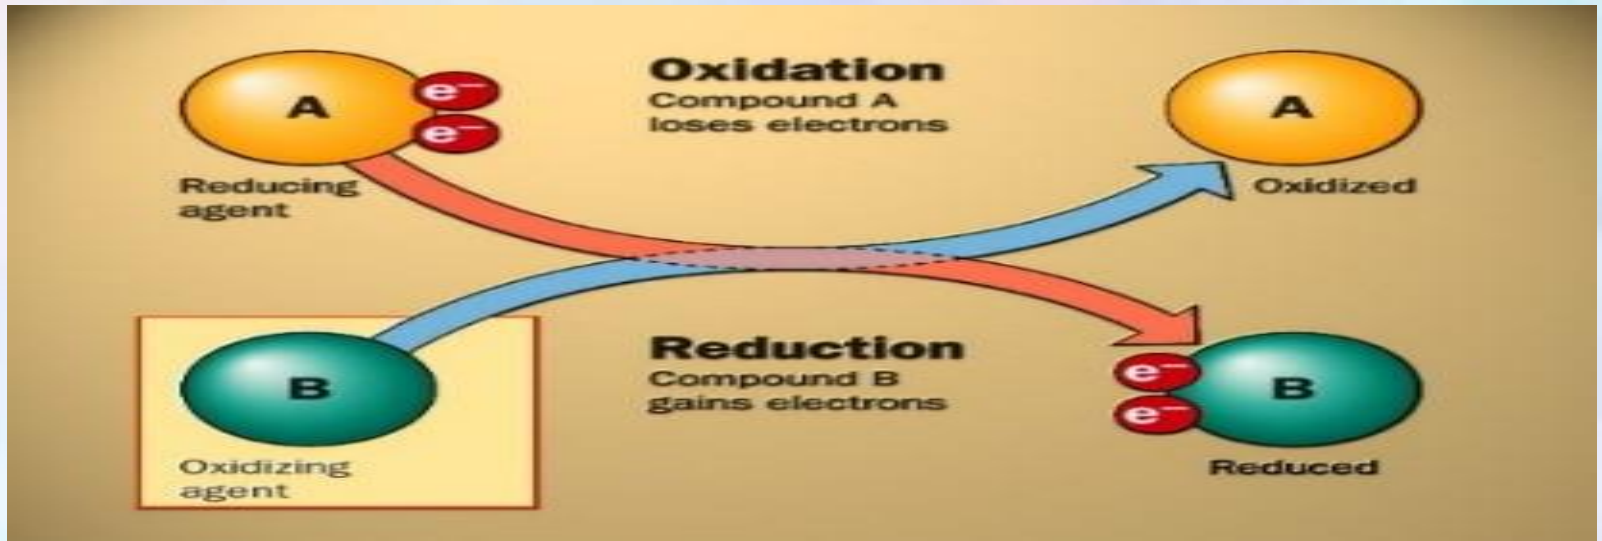 A
e⁻
e⁻
Reducing
agent
Oxidation
Compound A
loses electrons
A
Oxidized
B
Oxidizing
agent
Reduction
Compound B
gains electrons
e⁻
e⁻
B
Reduced